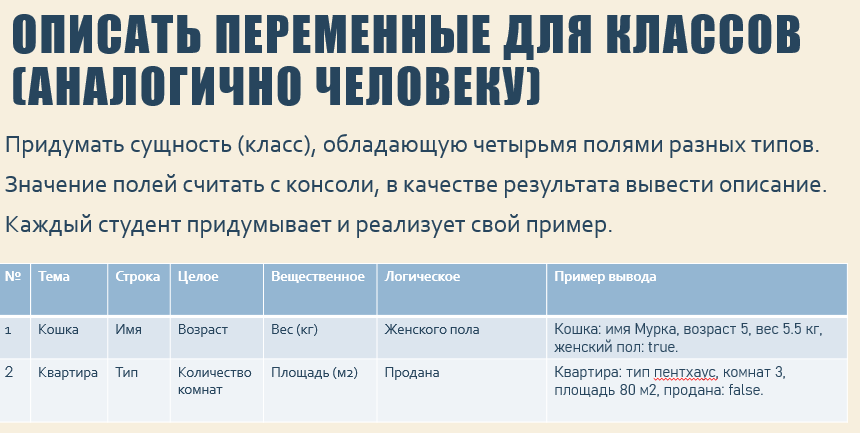 ОПИСАТЬ ПЕРЕМЕННЫЕ ДЛЯ КЛАССОВ
(АНАЛОГИЧНО ЧЕЛОВЕКУ)
Придумать сущность (класс), обладающую четырьмя полями разных типов.
Значение полей считать с консоли, в качестве результата вывести описание.
Каждый студент придумывает и реализует свой пример.
№ Тема Строка Целое Вещественное Логическое Пример вывода
1 Кошка Имя Возраст Вес (кг) Женского пола Кошка: имя Мурка, возраст 5, вес 5.5 кг,
женский пол: true.
2 Квартира Тип Количество Площадь (м2) Продана Квартира: тип пентхаус, комнат 3,
комнат площадь 80 м2, продана: false.